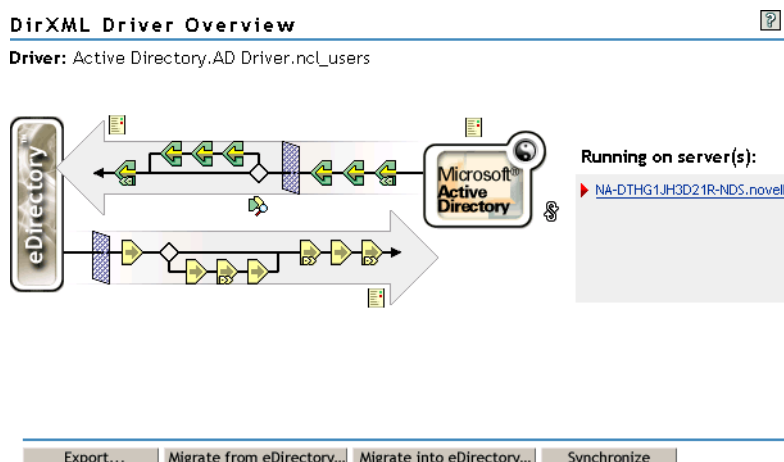 DirXML Driver Overview
?
Driver: Active Directory.AD Driver.ncl_users
eDirectory™
Microsoft®
Active
Directory
Running on server(s):
NA-DTHG1JH3D21R-NDS.novell
Export...
Migrate from eDirectory...
Migrate into eDirectory...
Synchronize